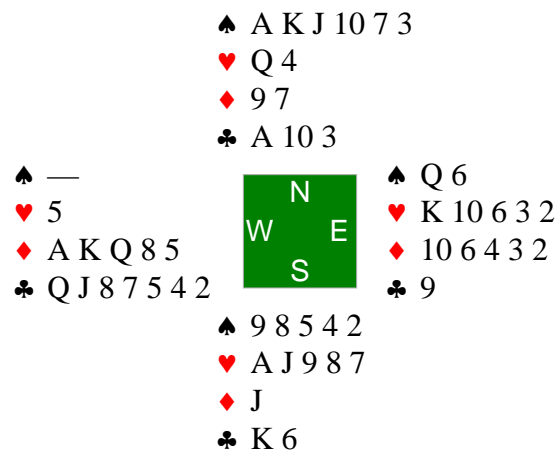 ♠ A K J 10 7 3
♥ Q 4
♦ 9 7
♣ A 10 3
♠ —
♥ 5
♦ A K Q 8 5
♣ Q J 8 7 5 4 2
N
W E
S
♠ Q 6
♥ K 10 6 3 2
♦ 10 6 4 3 2
♣ 9
♠ 9 8 5 4 2
♥ A J 9 8 7
♦ J
♣ K 6